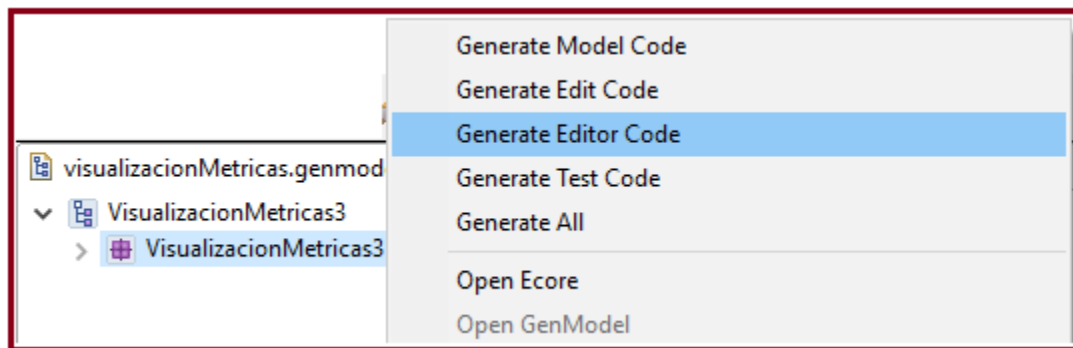 Generate Model Code
Generate Edit Code
Generate Editor Code
Generate Test Code
Generate All
Open Ecore
Open GenModel
visualizacionMetricas.genmod
VisualizacionMetricas3
VisualizacionMetricas3